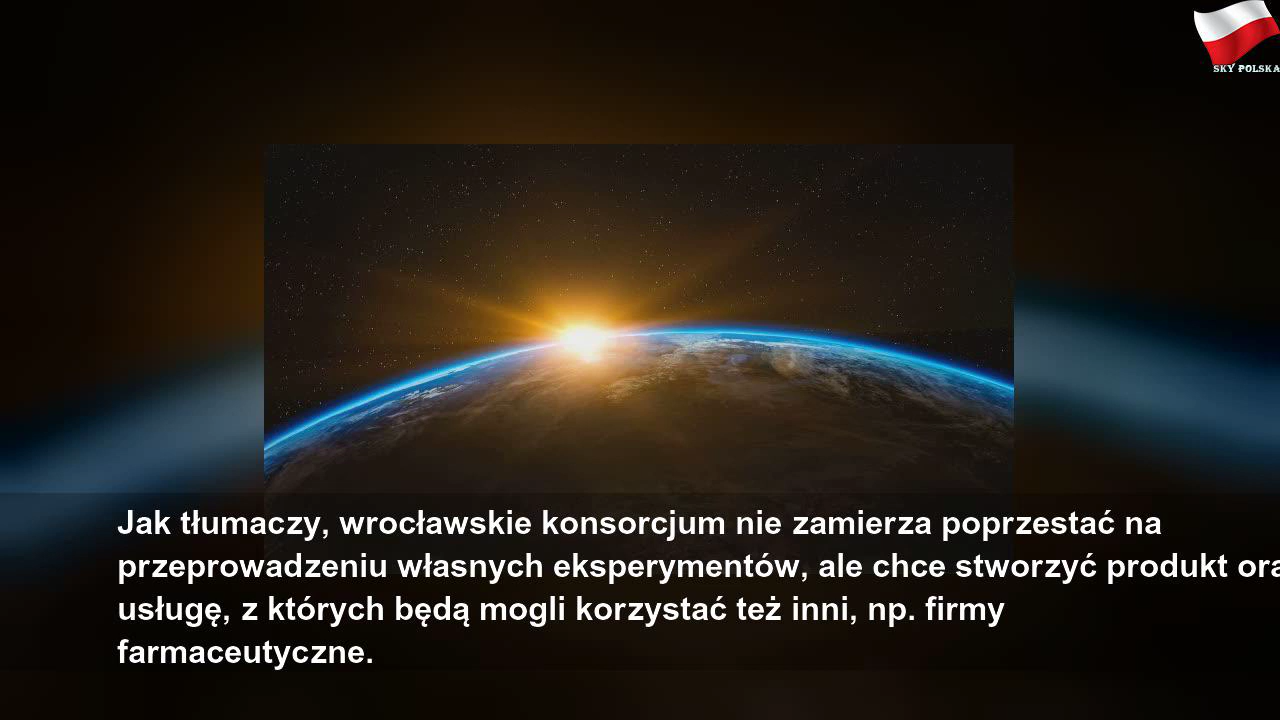 SKY POLSKA
Jak tłumaczy, wrocławskie konsorcjum nie zamierza poprzestać na
przeprowadzeniu własnych eksperymentów, ale chce stworzyć produkt ora
usługę, z których będą mogli korzystać też inni, np. firmy
farmaceutyczne.